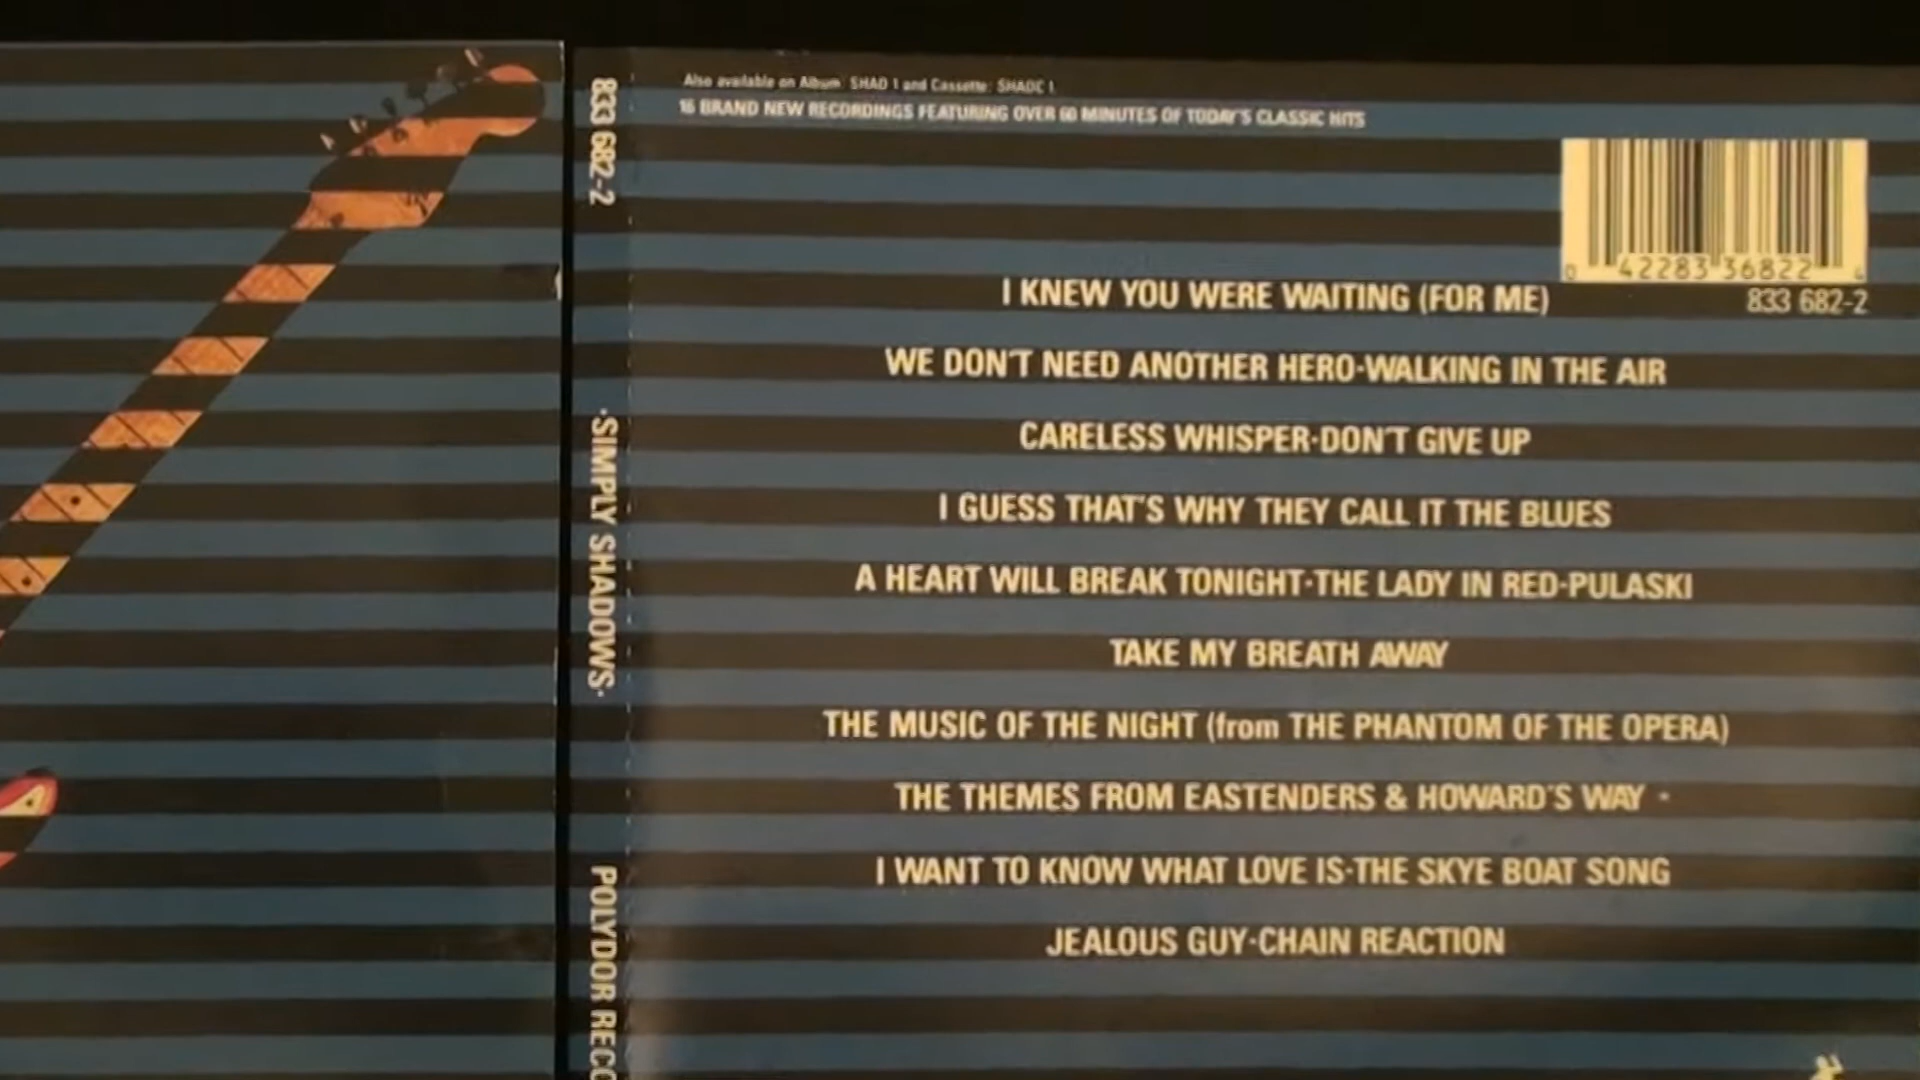 833 682-2
·SIMPLY SHADOWS·
POLYDOR RECO
Also available on Album: SHAD 1 and Cassette: SHADC 1
16 BRAND NEW RECORDINGS FEATURING OVER 60 MINUTES OF TODAY'S CLASSIC HITS
0 42283 36822 4
833 682-2
I KNEW YOU WERE WAITING (FOR ME)
WE DON'T NEED ANOTHER HERO·WALKING IN THE AIR
CARELESS WHISPER·DON'T GIVE UP
I GUESS THAT'S WHY THEY CALL IT THE BLUES
A HEART WILL BREAK TONIGHT·THE LADY IN RED·PULASKI
TAKE MY BREATH AWAY
THE MUSIC OF THE NIGHT (from THE PHANTOM OF THE OPERA)
THE THEMES FROM EASTENDERS & HOWARD'S WAY ·
I WANT TO KNOW WHAT LOVE IS·THE SKYE BOAT SONG
JEALOUS GUY·CHAIN REACTION